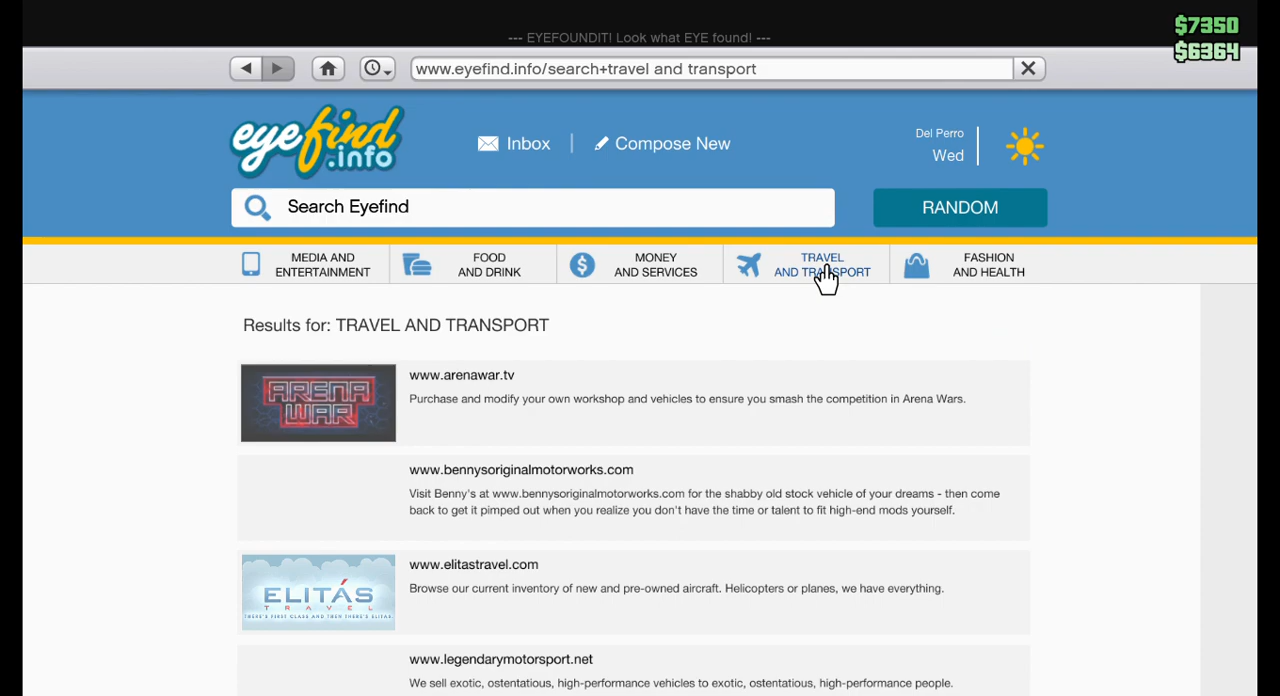 $7350
--- EYEFOUNDIT! Look what EYE found! ---
$6364
www.eyefind.info/search+travel and transport
eyefind
.info
Inbox
Compose New
Del Perro
Wed
Search Eyefind
RANDOM
MEDIA AND
ENTERTAINMENT
FOOD
AND DRINK
MONEY
AND SERVICES
TRAVEL
AND TRANSPORT
FASHION
AND HEALTH
Results for: TRAVEL AND TRANSPORT
ARENA
WAR
www.arenawar.tv
Purchase and modify your own workshop and vehicles to ensure you smash the competition in Arena Wars.
www.bennysoriginalmotorworks.com
Visit Benny's at www.bennysoriginalmotorworks.com for the shabby old stock vehicle of your dreams - then come
back to get it pimped out when you realize you don't have the time or talent to fit high-end mods yourself.
ELITÁS
TRAVEL
THERE'S FIRST CLASS AND THEN THERE'S ELITAS.
www.elitastravel.com
Browse our current inventory of new and pre-owned aircraft. Helicopters or planes, we have everything.
www.legendarymotorsport.net
We sell exotic, ostentatious, high-performance vehicles to exotic, ostentatious, high-performance people.